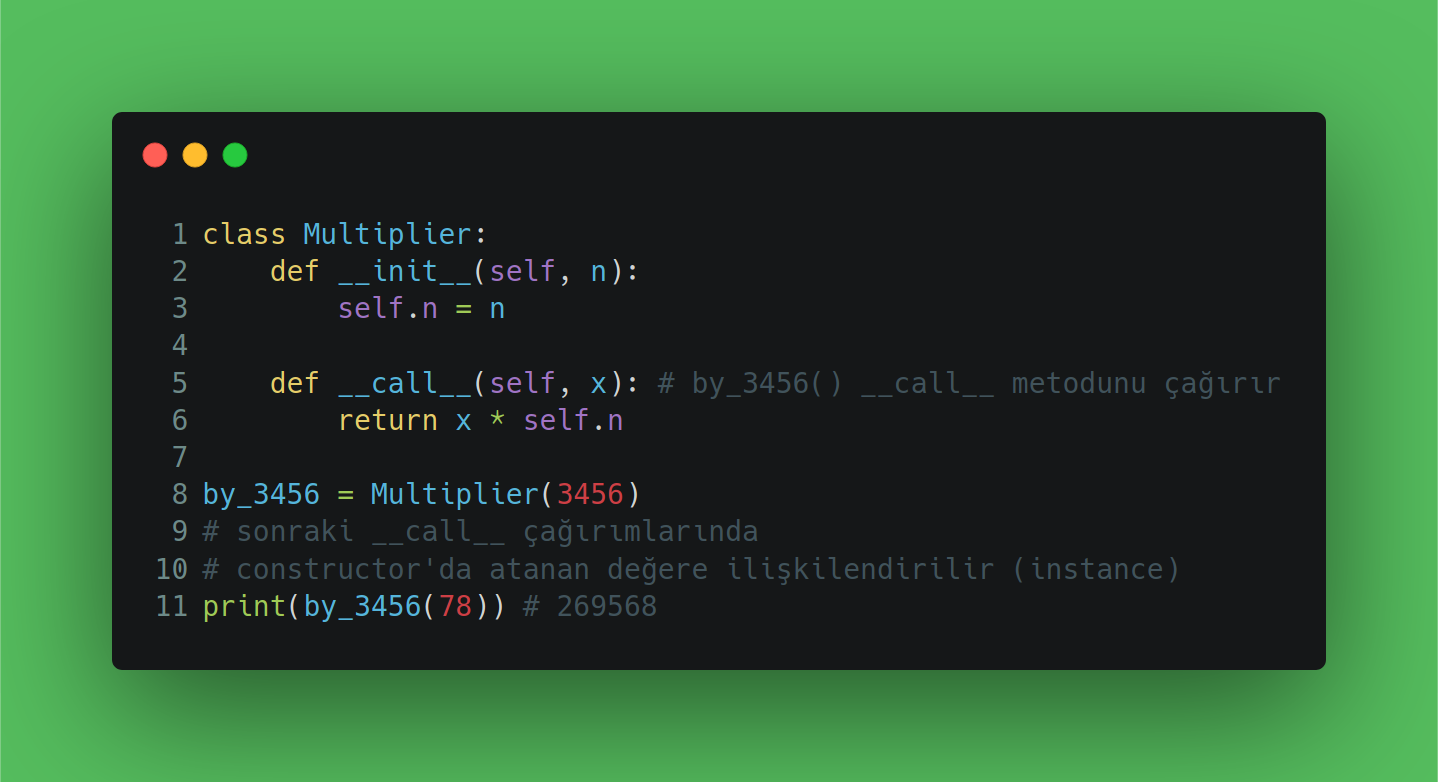 1 class Multiplier:
2     def __init__(self, n):
3         self.n = n
4
5     def __call__(self, x): # by_3456() __call__ metodunu çağırır
6         return x * self.n
7
8 by_3456 = Multiplier(3456)
9 # sonraki __call__ çağırımlarında
10 # constructor'da atanan değere ilişkilendirilir (instance)
11 print(by_3456(78)) # 269568